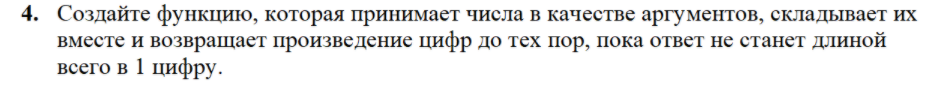 4. Создайте функцию, которая принимает числа в качестве аргументов, складывает их
вместе и возвращает произведение цифр до тех пор, пока ответ не станет длиной
всего в 1 цифру.